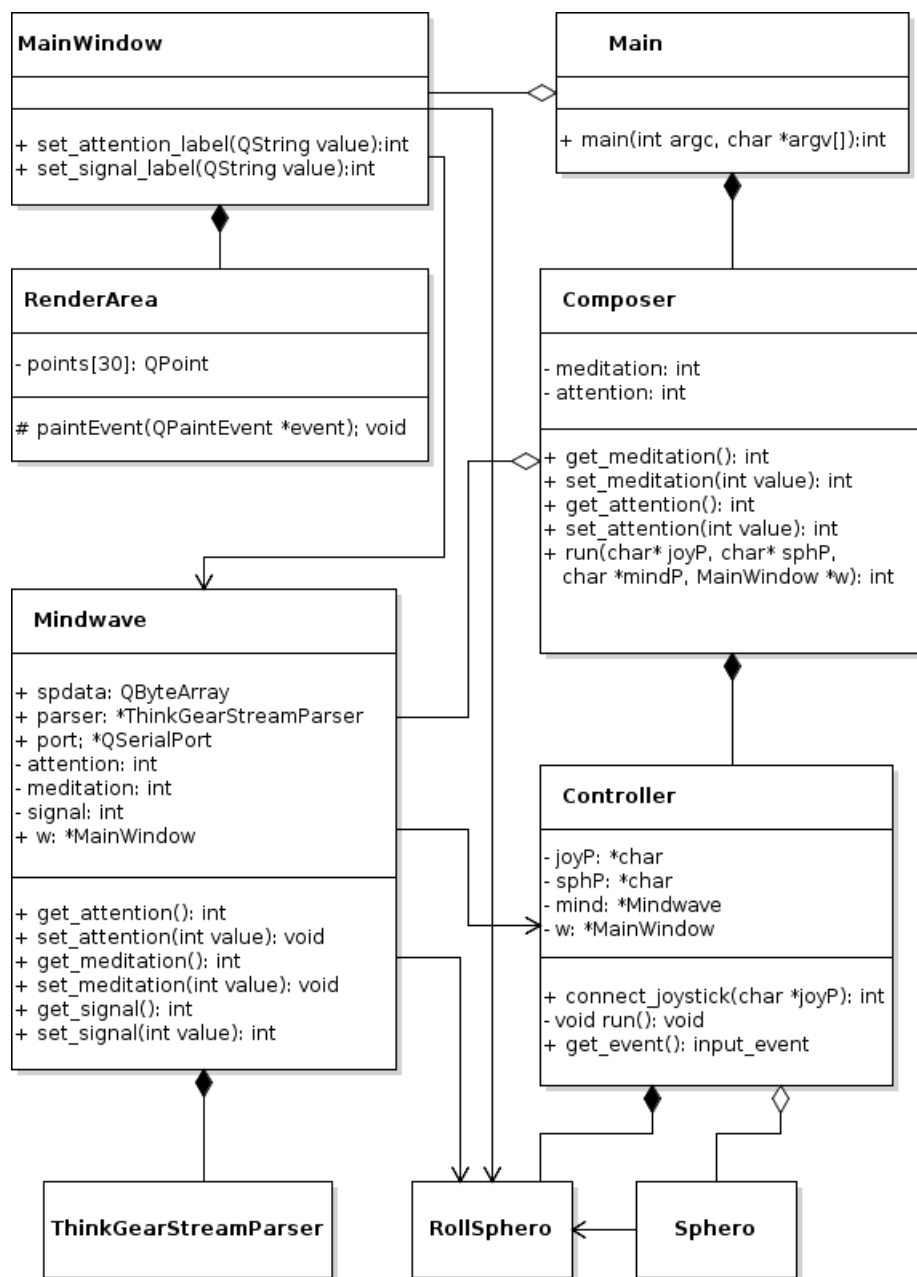 MainWindow
+ set_attention_label(QString value):int
+ set_signal_label(QString value):int
Main
+ main(int argc, char *argv[]):int
RenderArea
- points[30]: QPoint
# paintEvent(QPaintEvent *event); void
Composer
- meditation: int
- attention: int
+ get_meditation(): int
+ set_meditation(int value): int
+ get_attention(): int
+ set_attention(int value): int
+ run(char* joyP, char* sphP,
char *mindP, MainWindow *w): int
Mindwave
+ spdata: QByteArray
+ parser: *ThinkGearStreamParser
+ port; *QSerialPort
- attention: int
- meditation: int
- signal: int
+ w: *MainWindow
+ get_attention(): int
+ set_attention(int value): void
+ get_meditation(): int
+ set_meditation(int value): void
+ get_signal(): int
+ set_signal(int value): int
Controller
- joyP: *char
- sphP: *char
- mind: *Mindwave
- w: *MainWindow
+ connect_joystick(char *joyP): int
- void run(): void
+ get_event(): input_event
ThinkGearStreamParser
RollSphero
Sphero